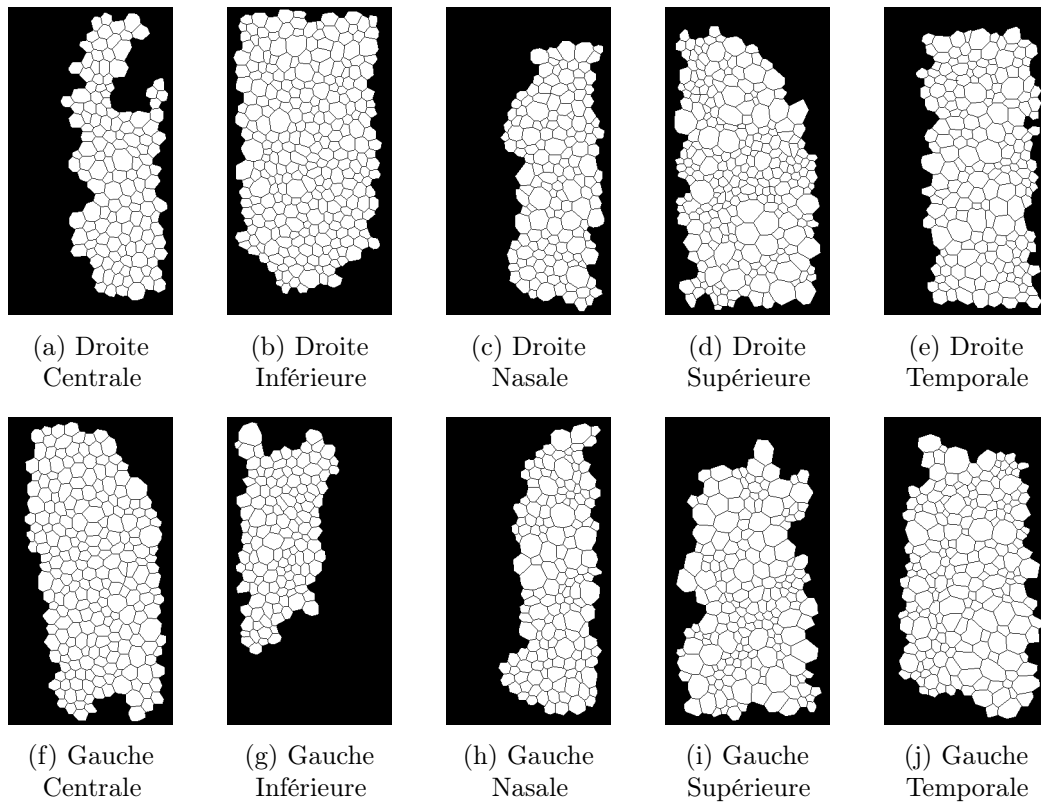 (a) Droite
Centrale
(b) Droite
Inférieure
(c) Droite
Nasale
(d) Droite
Supérieure
(e) Droite
Temporale
(f) Gauche
Centrale
(g) Gauche
Inférieure
(h) Gauche
Nasale
(i) Gauche
Supérieure
(j) Gauche
Temporale